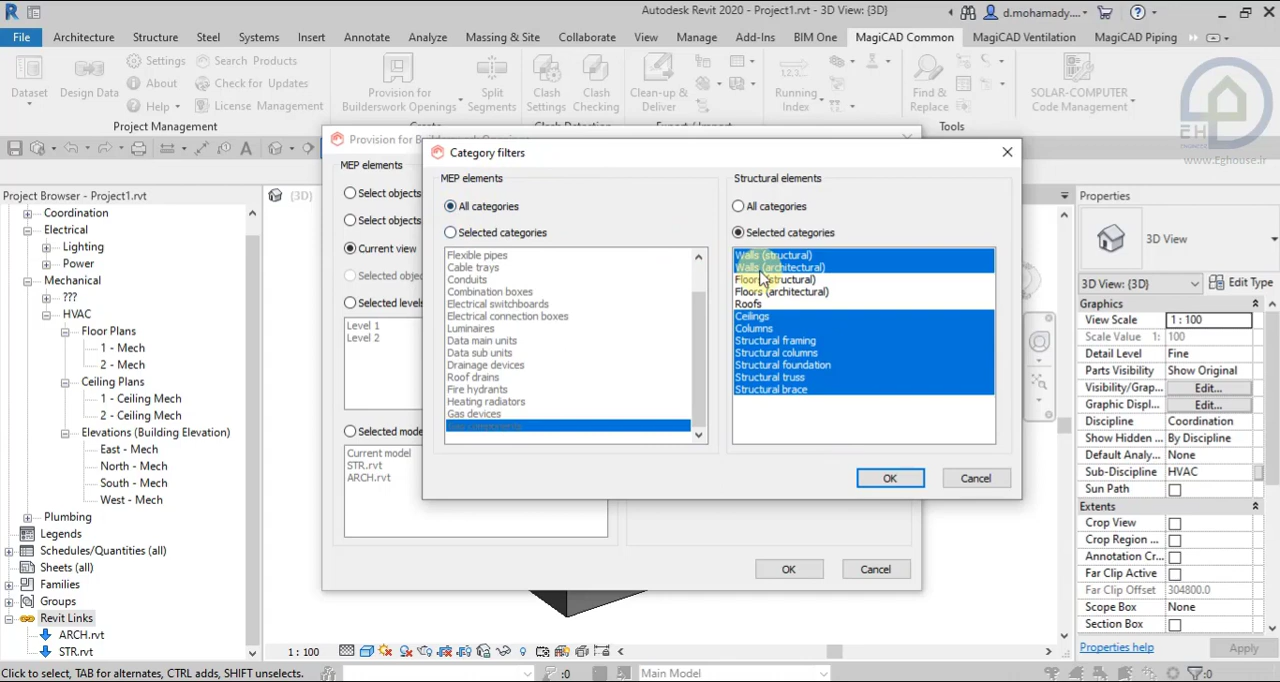 Autodesk Revit 2020 - Project1.rvt - 3D View: {3D}
d.mohamady....
File Architecture Structure Steel Systems Insert Annotate Analyze Massing & Site Collaborate View Manage Add-Ins BIM One MagiCAD Common MagiCAD Ventilation MagiCAD Piping
Dataset
Design Data
Settings
About
Help
Search Products
Check for Updates
License Management
Project Management
Provision for
Builderswork Openings
Split
Segments
Clash
Settings
Clash
Checking
Clean-up &
Deliver
Running
Index
Find &
Replace
SOLAR-COMPUTER
Code Management
Tools
EH
www.Eghouse.ir
Project Browser - Project1.rvt
Coordination
Electrical
Lighting
Power
Mechanical
???
HVAC
Floor Plans
1 - Mech
2 - Mech
Ceiling Plans
1 - Ceiling Mech
2 - Ceiling Mech
Elevations (Building Elevation)
East - Mech
North - Mech
South - Mech
West - Mech
Plumbing
Legends
Schedules/Quantities (all)
Sheets (all)
Families
Groups
Revit Links
ARCH.rvt
STR.rvt
{3D}
Provision for
MEP elements
Select objects
Select objects
Current view
Selected obje
Selected levels
Level 1
Level 2
Selected mode
Current model
STR.rvt
ARCH.rvt
OK Cancel
Category filters
MEP elements
All categories
Selected categories
Flexible pipes
Cable trays
Conduits
Combination boxes
Electrical switchboards
Electrical connection boxes
Luminaires
Data main units
Data sub units
Drainage devices
Roof drains
Fire hydrants
Heating radiators
Gas devices
Structural elements
All categories
Selected categories
Walls (structural)
Walls (architectural)
Floors (structural)
Floors (architectural)
Roofs
Ceilings
Columns
Structural framing
Structural columns
Structural foundation
Structural truss
Structural brace
OK Cancel
Properties
3D View
3D View: {3D} Edit Type
Graphics
View Scale 1 : 100
Scale Value 1: 100
Detail Level Fine
Parts Visibility Show Original
Visibility/Grap... Edit...
Graphic Displ... Edit...
Discipline Coordination
Show Hidden ... By Discipline
Default Analy... None
Sub-Discipline HVAC
Sun Path
Extents
Crop View
Crop Region ...
Annotation Cr...
Far Clip Active
Far Clip Offset 304800.0
Scope Box None
Section Box
Properties help Apply
1 : 100
Click to select, TAB for alternates, CTRL adds, SHIFT unselects.
:0
Main Model
:0